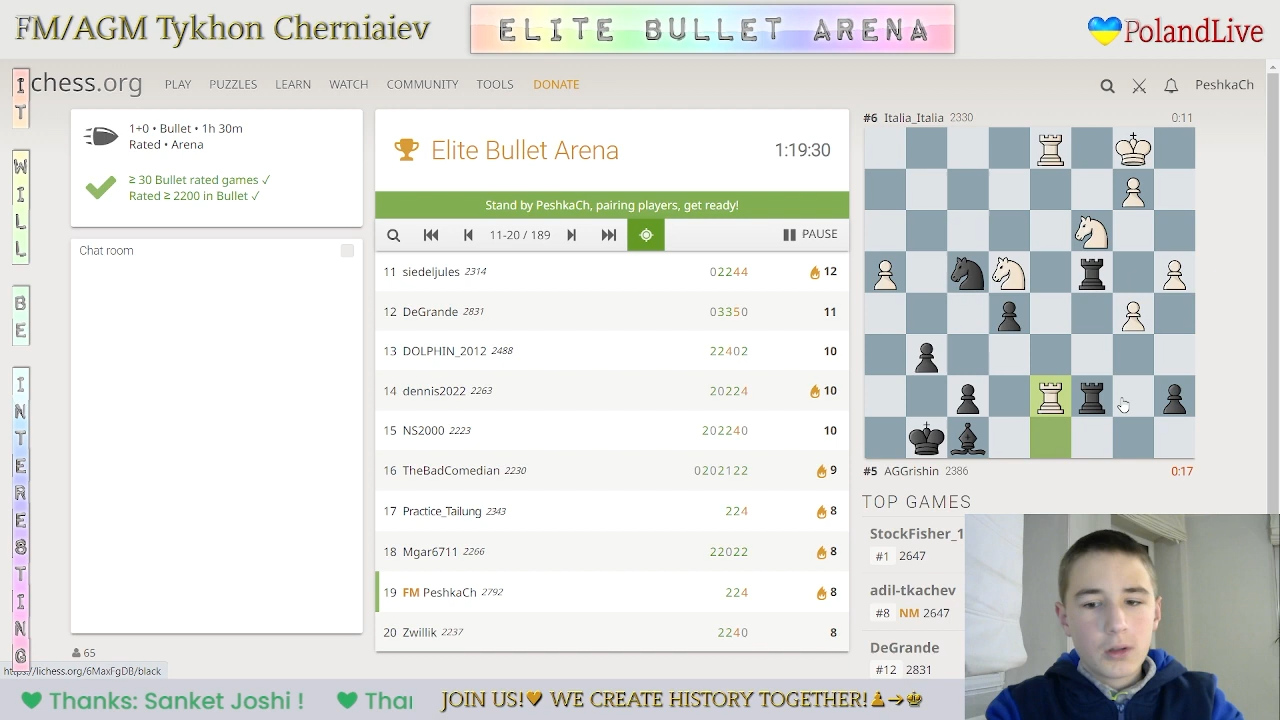 FM/AGM Tykhon Cherniaiev
ELITE BULLET ARENA
PolandLive
IT WILL BE INTERESTING
chess.org
PLAY PUZZLES LEARN WATCH COMMUNITY TOOLS DONATE
PeshkaCh
1+0 • Bullet • 1h 30m
Rated • Arena
≥ 30 Bullet rated games ✓
Rated ≥ 2200 in Bullet ✓
Chat room
65
https://lichess.org/6MaxFgDB/black
Elite Bullet Arena 1:19:30
Stand by PeshkaCh, pairing players, get ready!
11-20 / 189 PAUSE
11 siedeljules 2314 02244 12
12 DeGrande 2831 03350 11
13 DOLPHIN_2012 2488 22402 10
14 dennis2022 2263 20224 10
15 NS2000 2223 202240 10
16 TheBadComedian 2230 0202122 9
17 Practice_Tailung 2343 224 8
18 Mgar6711 2266 22022 8
19 FM PeshkaCh 2792 224 8
20 Zwillik 2237 2240 8
#6 Italia_Italia 2330 0:11
#5 AGGrishin 2386 0:17
TOP GAMES
StockFisher_1
#1 2647
adil-tkachev
#8 NM 2647
DeGrande
#12 2831
Thanks: Sanket Joshi ! Thai
JOIN US! WE CREATE HISTORY TOGETHER!